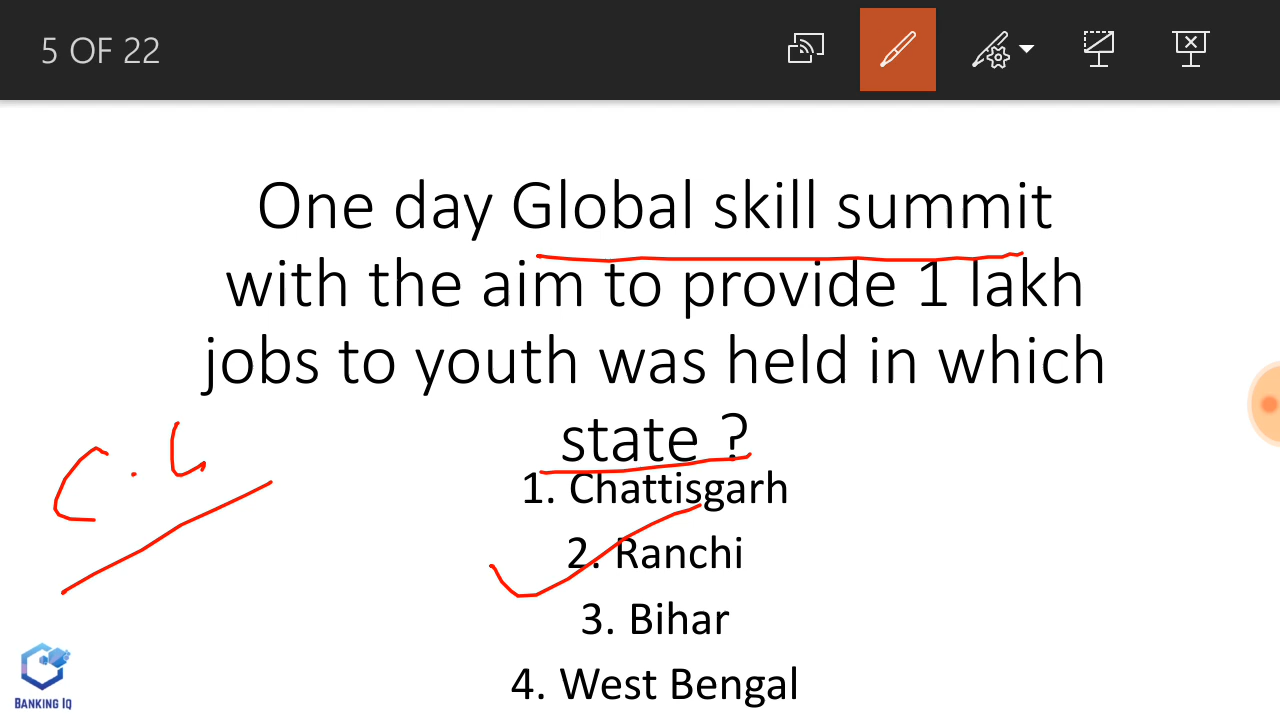 5 OF 22
One day Global skill summit
with the aim to provide 1 lakh
jobs to youth was held in which
state ?
1. Chattisgarh
2. Ranchi
3. Bihar
4. West Bengal
BANKING IQ